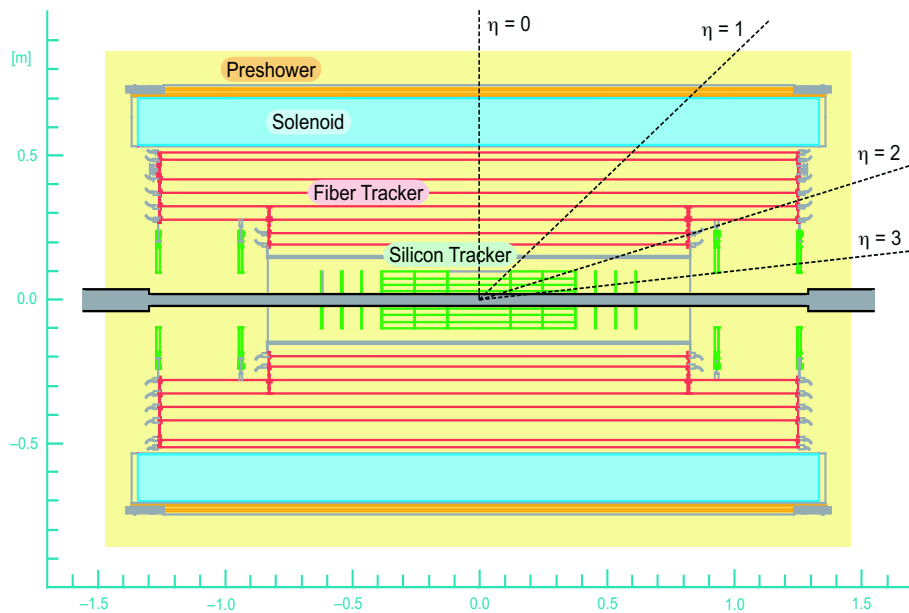 η = 0
η = 1
[m]
Preshower
Solenoid
0.5
η = 2
Fiber Tracker
η = 3
Silicon Tracker
0.0
–0.5
–1.5
–1.0
–0.5
0.0
0.5
1.0
1.5